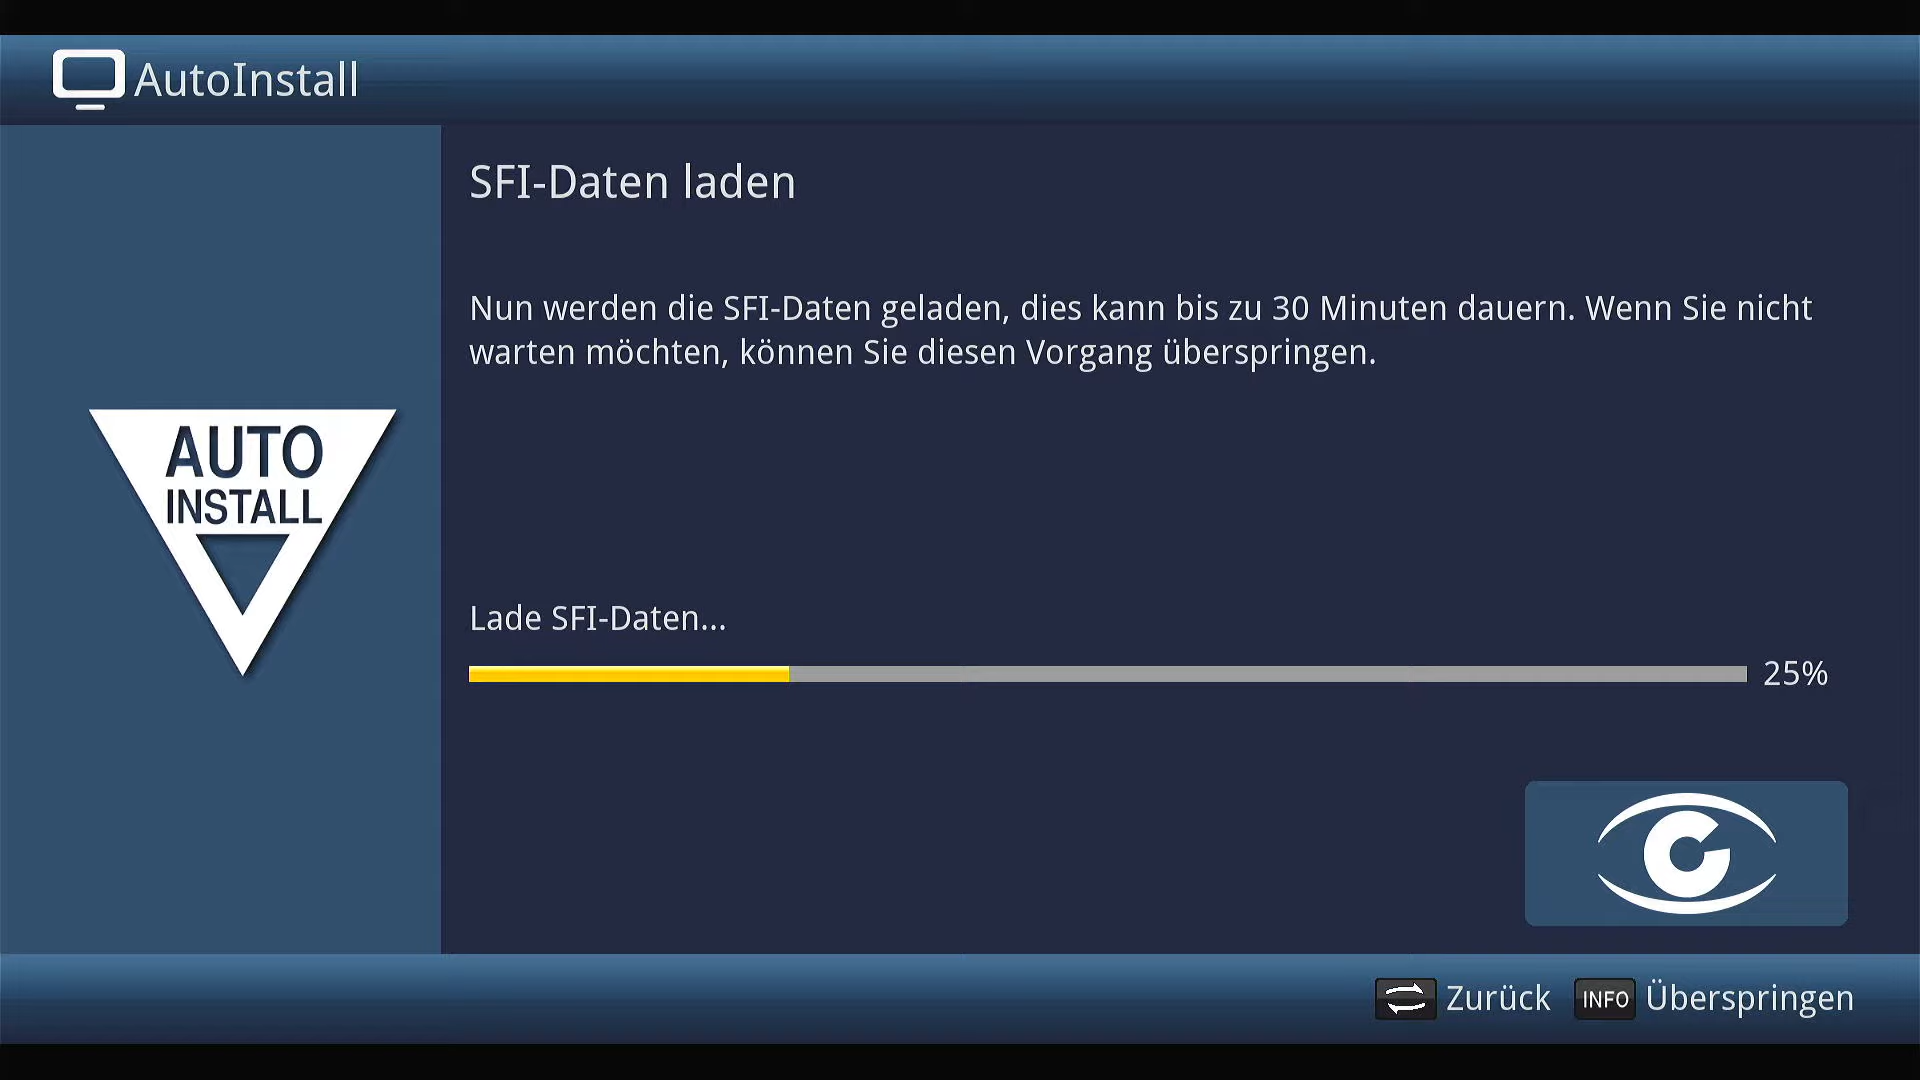 AutoInstall
SFI-Daten laden
Nun werden die SFI-Daten geladen, dies kann bis zu 30 Minuten dauern. Wenn Sie nicht
warten möchten, können Sie diesen Vorgang überspringen.
AUTO
INSTALL
Lade SFI-Daten...
25%
Zurück INFO Überspringen